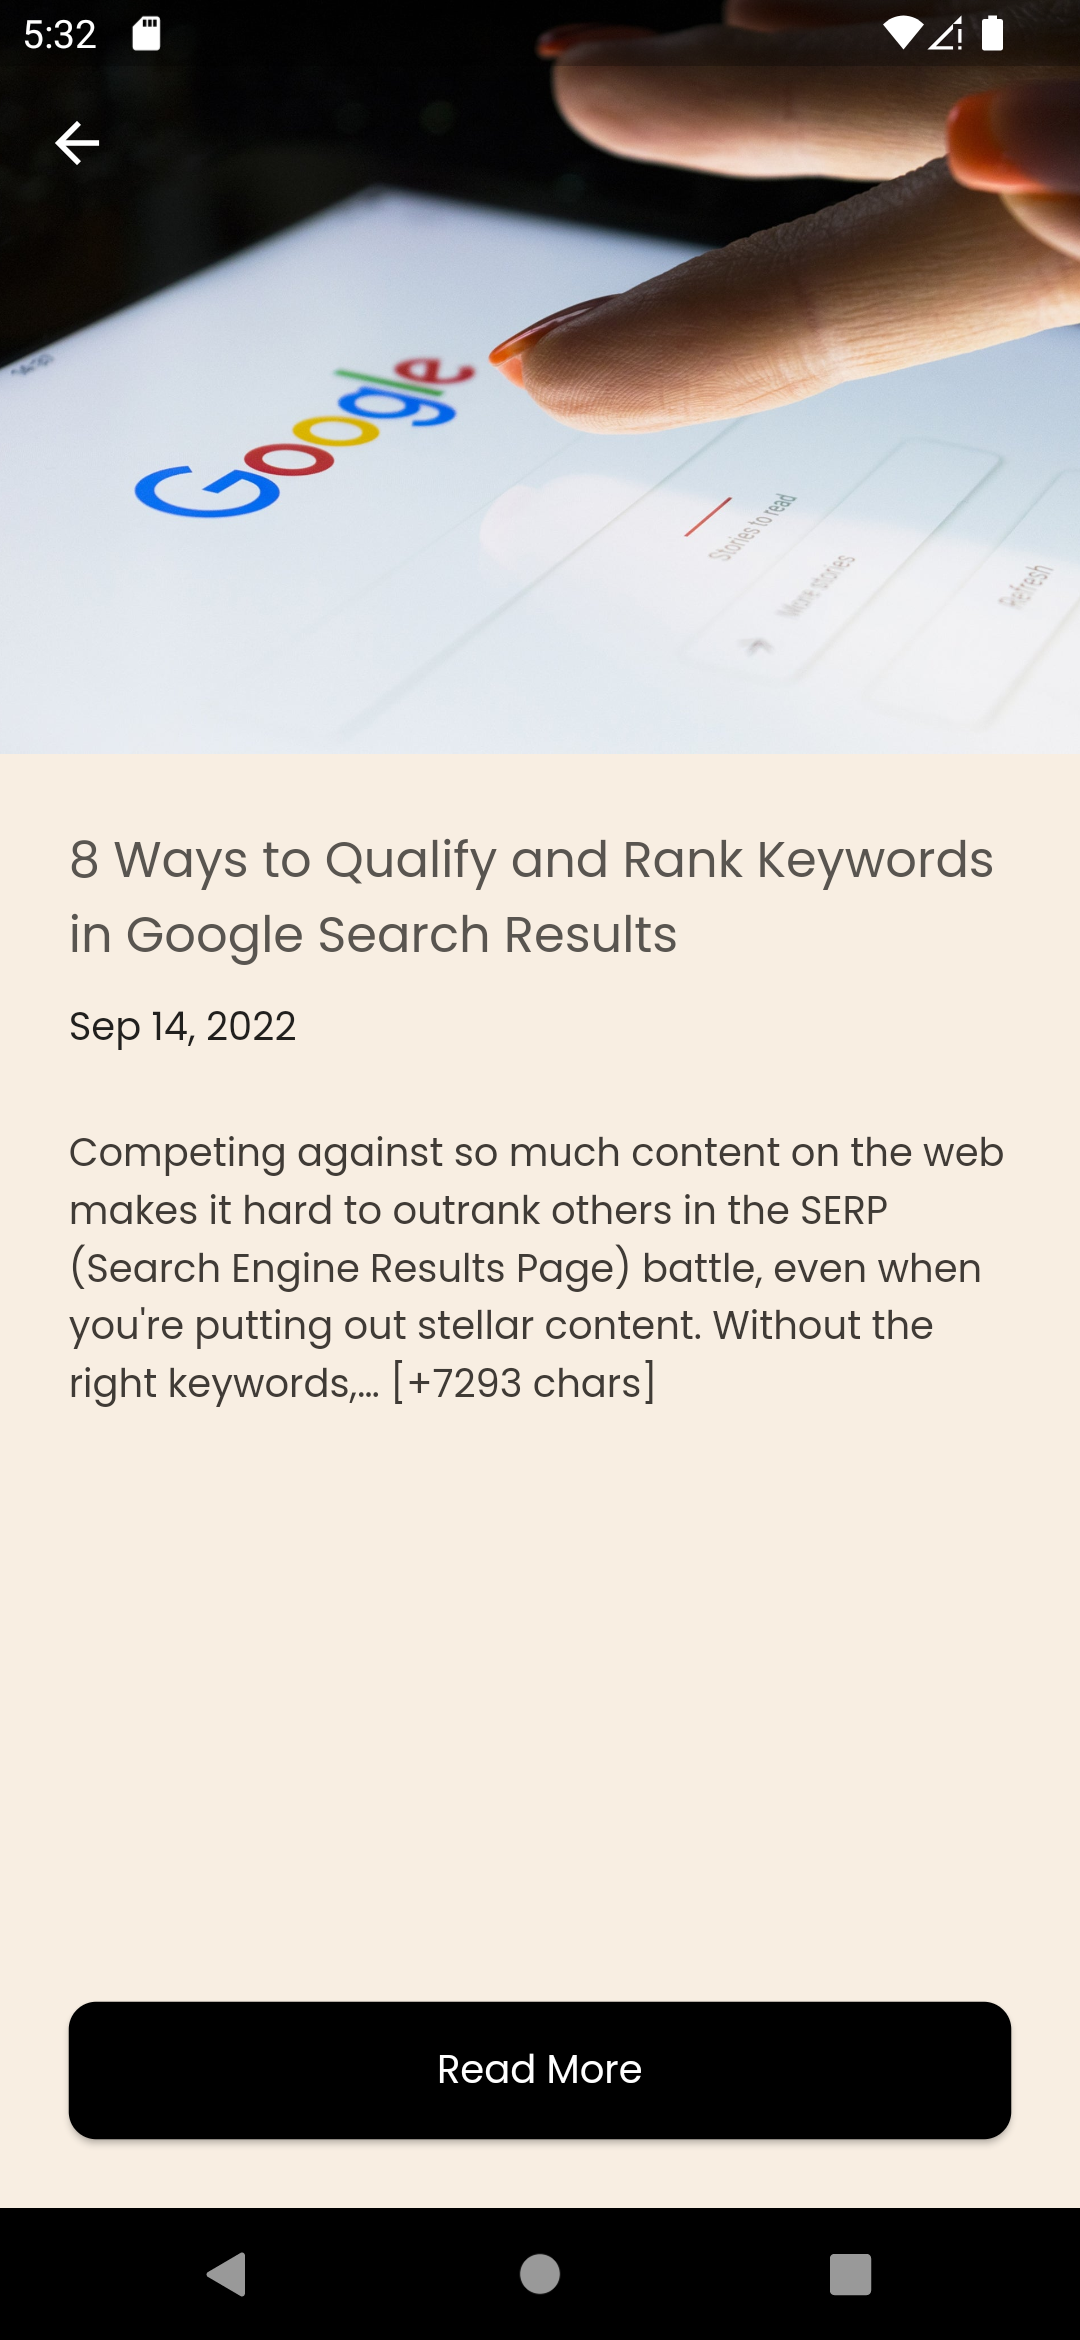 5:32
Google
Stories to read
More stories
Refresh
8 Ways to Qualify and Rank Keywords
in Google Search Results
Sep 14, 2022
Competing against so much content on the web
makes it hard to outrank others in the SERP
(Search Engine Results Page) battle, even when
you're putting out stellar content. Without the
right keywords,… [+7293 chars]
Read More